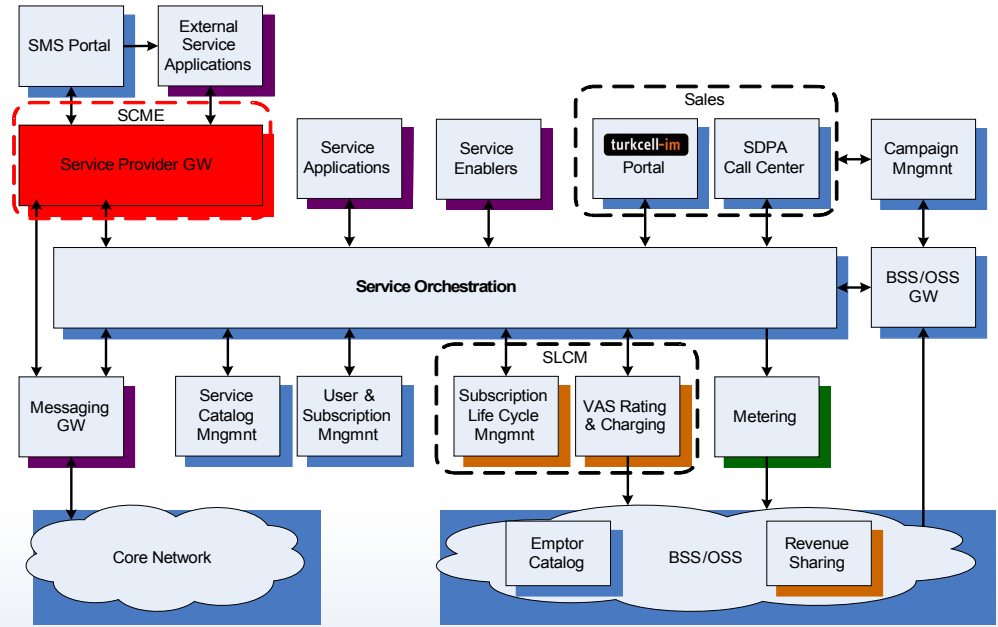 SMS Portal
External
Service
Applications
SCME
Service Provider GW
Service
Applications
Service
Enablers
Sales
turkcell-im
Portal
SDPA
Call Center
Campaign
Mngmnt
Service Orchestration
BSS/OSS
GW
Messaging
GW
Service
Catalog
Mngmnt
User &
Subscription
Mngmnt
SLCM
Subscription
Life Cycle
Mngmnt
VAS Rating
& Charging
Metering
Core Network
Emptor
Catalog
BSS/OSS
Revenue
Sharing